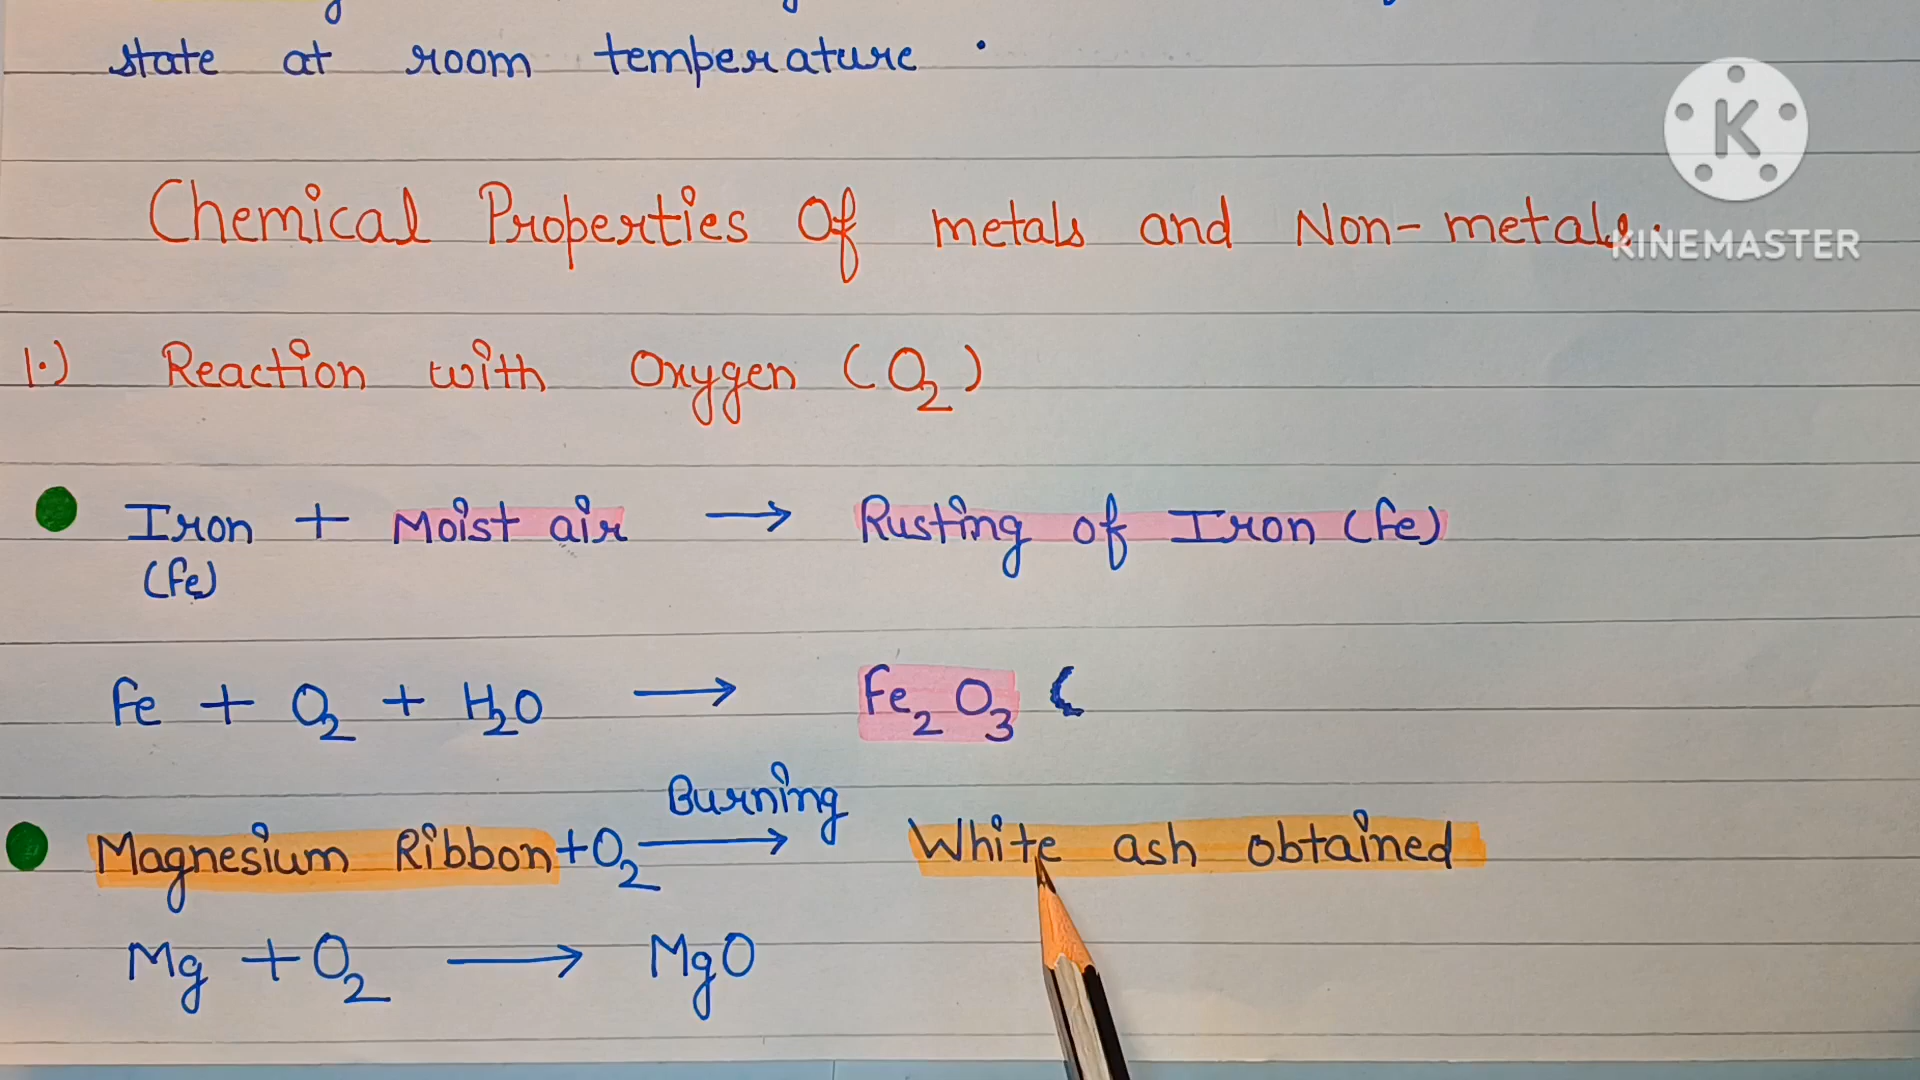 state at room temperature .
K
KINEMASTER
Chemical Properties Of metals and Non-metals.
1.) Reaction with Oxygen (O₂)
Iron + Moist air → Rusting of Iron (Fe)
(Fe)
Fe + O₂ + H₂O → Fe₂O₃ (
Burning
Magnesium Ribbon + O₂ → White ash obtained
Mg + O₂ → MgO